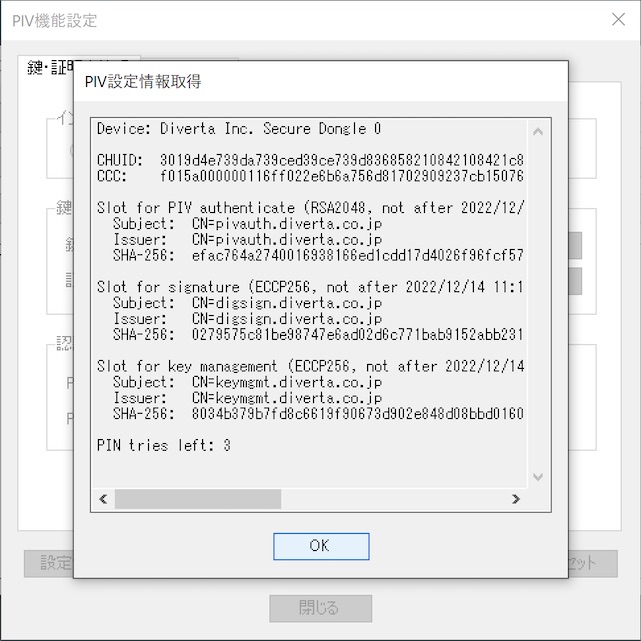 PIV機能設定
鍵・証明
PIV設定情報取得
Device: Diverta Inc. Secure Dongle 0
CHUID: 3019d4e739da739ced39ce739d836858210842108421c8
CCC: f015a000000116ff022e6b6a756d81702909237cb15076
Slot for PIV authenticate (RSA2048, not after 2022/12/
Subject: CN=pivauth.diverta.co.jp
Issuer: CN=pivauth.diverta.co.jp
SHA-256: efac764a2740016938166ed1cdd17d4026f96fcf57
Slot for signature (ECCP256, not after 2022/12/14 11:1
Subject: CN=digsign.diverta.co.jp
Issuer: CN=digsign.diverta.co.jp
SHA-256: 0279575c81be98747e6ad02d6c771bab9152abb231
Slot for key management (ECCP256, not after 2022/12/14
Subject: CN=keymgmt.diverta.co.jp
Issuer: CN=keymgmt.diverta.co.jp
SHA-256: 8034b379b7fd8c6619f90673d902e848d08bbd0160
PIN tries left: 3
OK
設定
セット
閉じる